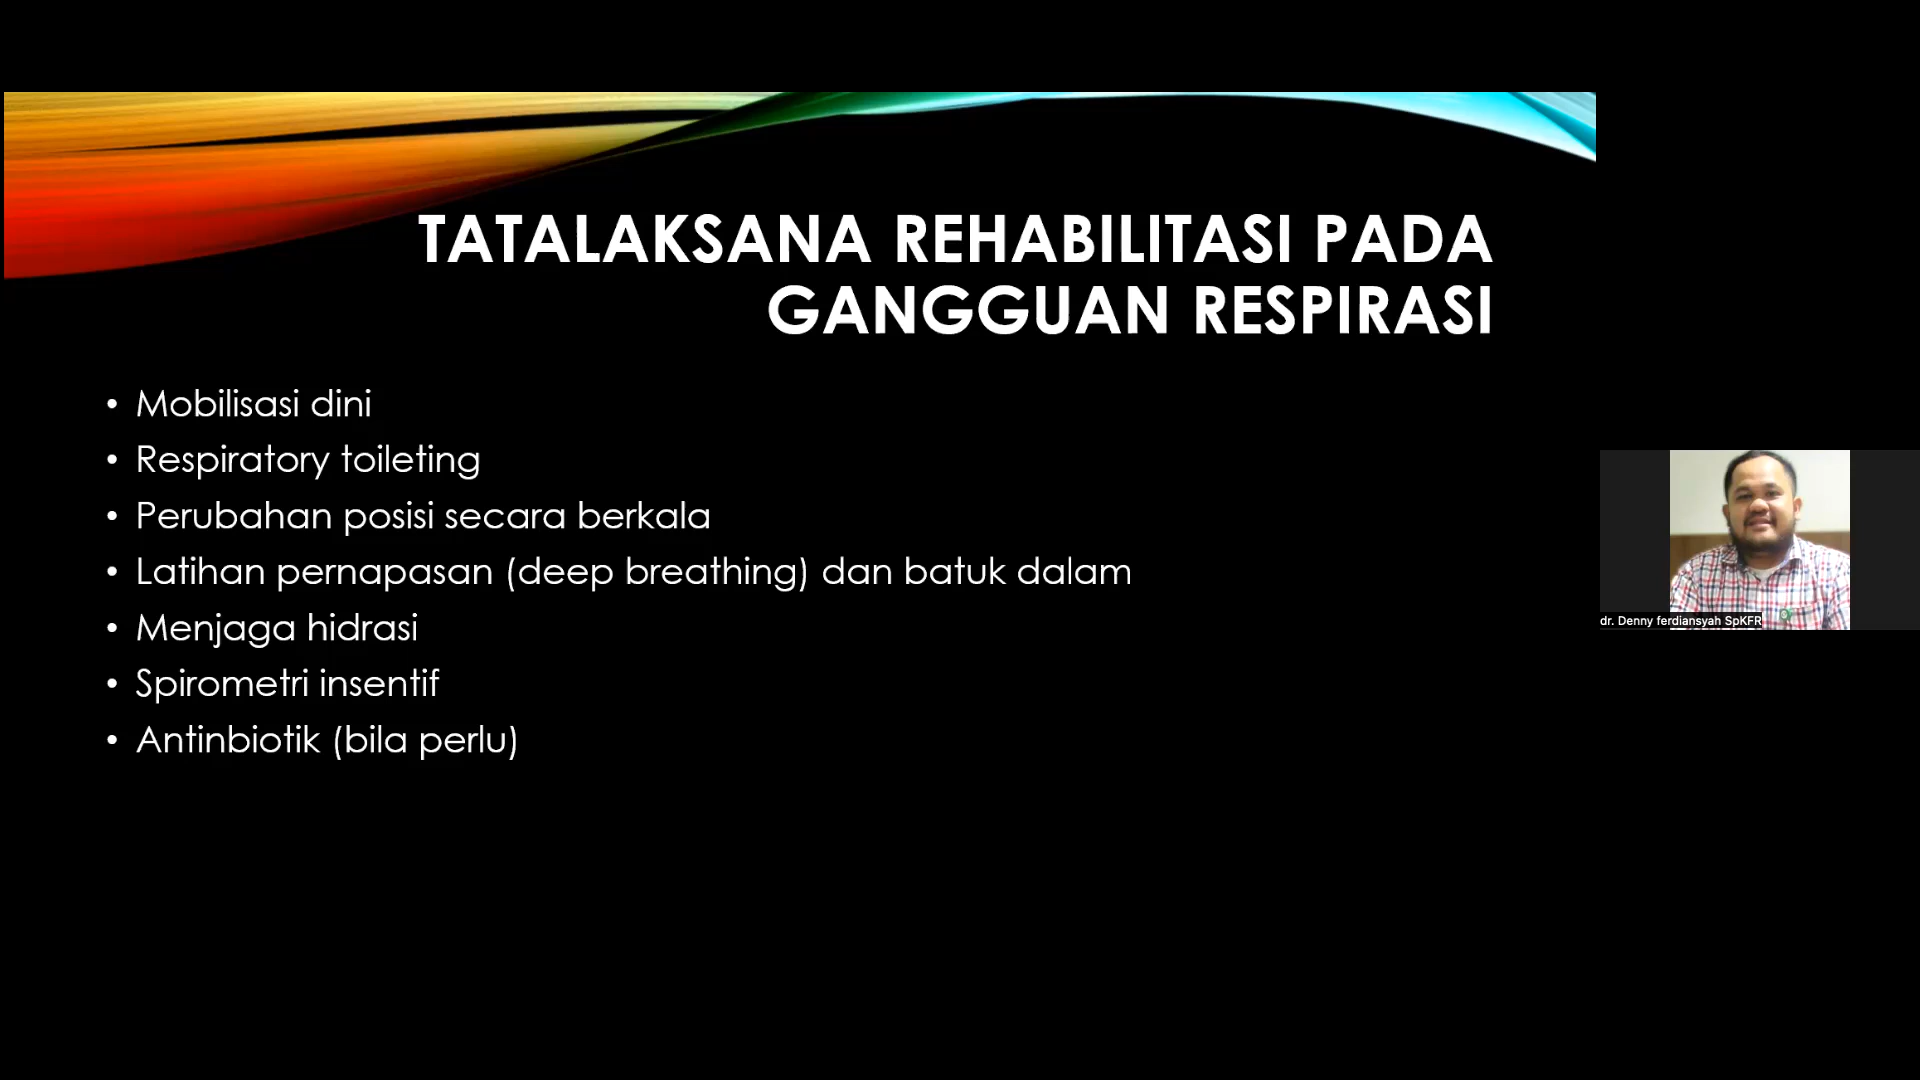 TATALAKSANA REHABILITASI PADA
GANGGUAN RESPIRASI
• Mobilisasi dini
• Respiratory toileting
• Perubahan posisi secara berkala
• Latihan pernapasan (deep breathing) dan batuk dalam
• Menjaga hidrasi
• Spirometri insentif
• Antinbiotik (bila perlu)
dr. Denny ferdiansyah SpKFR